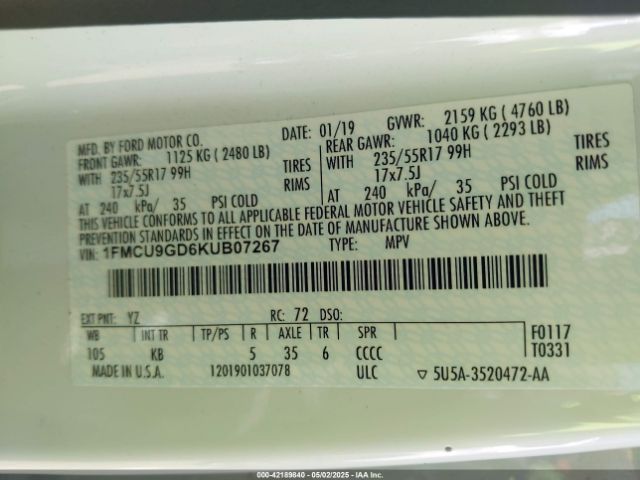 MFD. BY FORD MOTOR CO.
DATE: 01/19 GVWR: 2159 KG ( 4760 LB)
FRONT GAWR: 1125 KG ( 2480 LB) REAR GAWR: 1040 KG ( 2293 LB)
WITH 235/55R17 99H TIRES WITH 235/55R17 99H TIRES
17x7.5J RIMS 17x7.5J RIMS
AT 240 kPa/ 35 PSI COLD AT 240 kPa/ 35 PSI COLD
THIS VEHICLE CONFORMS TO ALL APPLICABLE FEDERAL MOTOR VEHICLE SAFETY AND THEFT
PREVENTION STANDARDS IN EFFECT ON THE DATE OF MANUFACTURE SHOWN ABOVE.
VIN: 1FMCU9GD6KUB07267 TYPE: MPV
EXT PNT: YZ RC: 72 DSO:
WB INT TR TP/PS R AXLE TR SPR F0117
105 KB 5 35 6 CCCC T0331
MADE IN U.S.A. 1201901037078 ULC ▽ 5U5A-3520472-AA
000-42189840 - 05/02/2025 - IAA Inc.